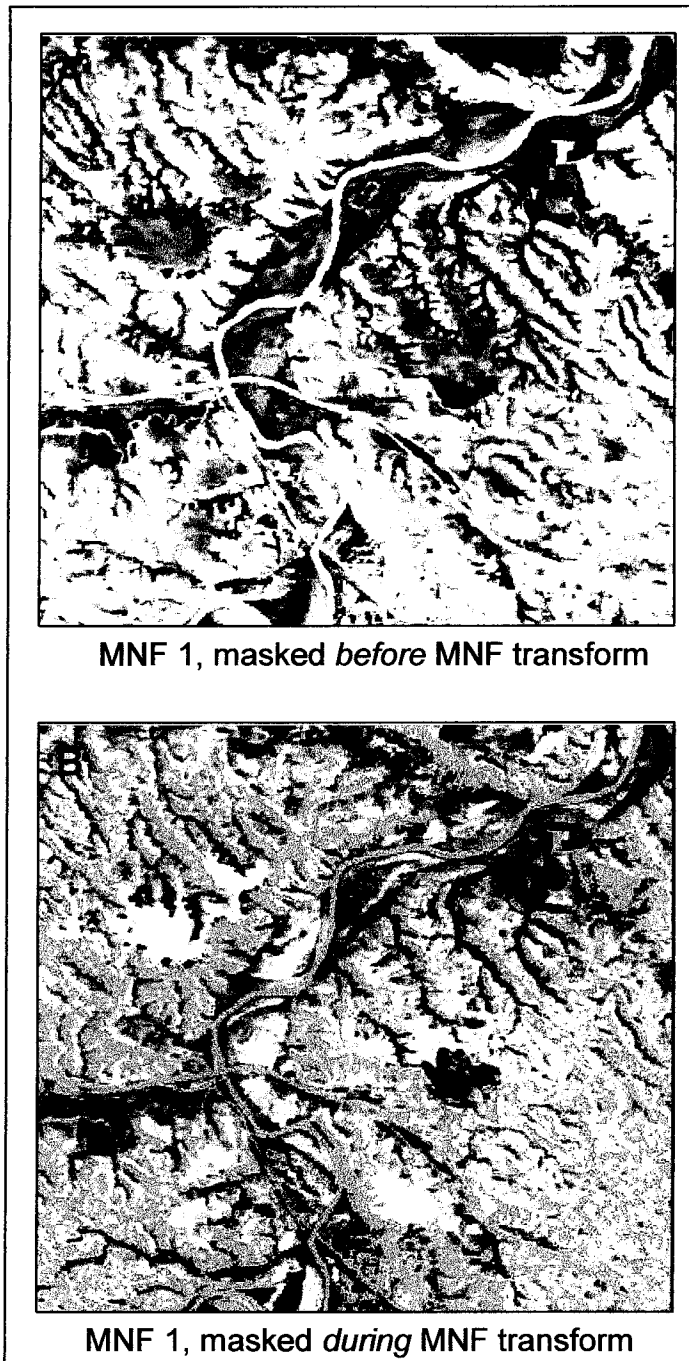 MNF 1, masked before MNF transform
B
MNF 1, masked during MNF transform